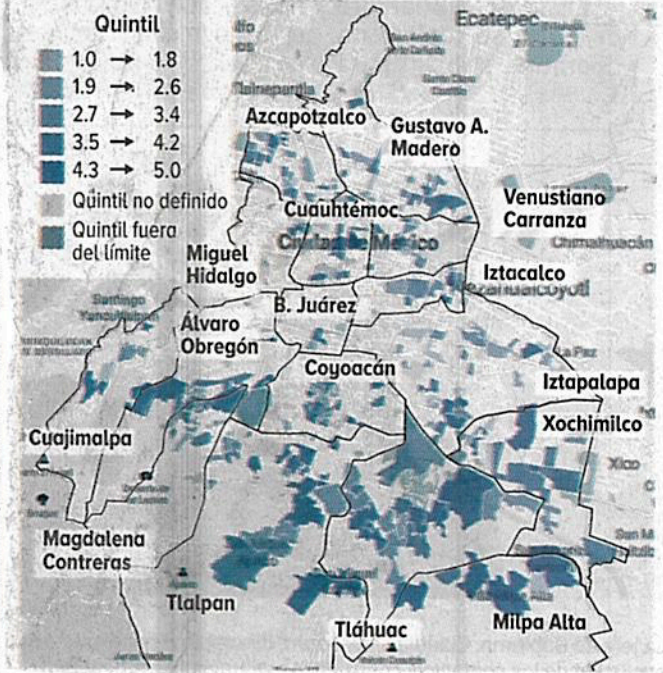 Quintil
1.0 → 1.8
1.9 → 2.6
2.7 → 3.4
3.5 → 4.2
4.3 → 5.0
Quintil no definido
Quintil fuera
del límite
Ecatepec
Azcapotzalco
Gustavo A.
Madero
Cuauhtémoc
Venustiano
Carranza
Ciudad de México
Chimalhuacán
Miguel
Hidalgo
Iztacalco
B. Juárez
Álvaro
Obregón
La Paz
Coyoacán
Iztapalapa
Xochimilco
Cuajimalpa
Xico
Magdalena
Contreras
Tlalpan
Tláhuac
Milpa Alta